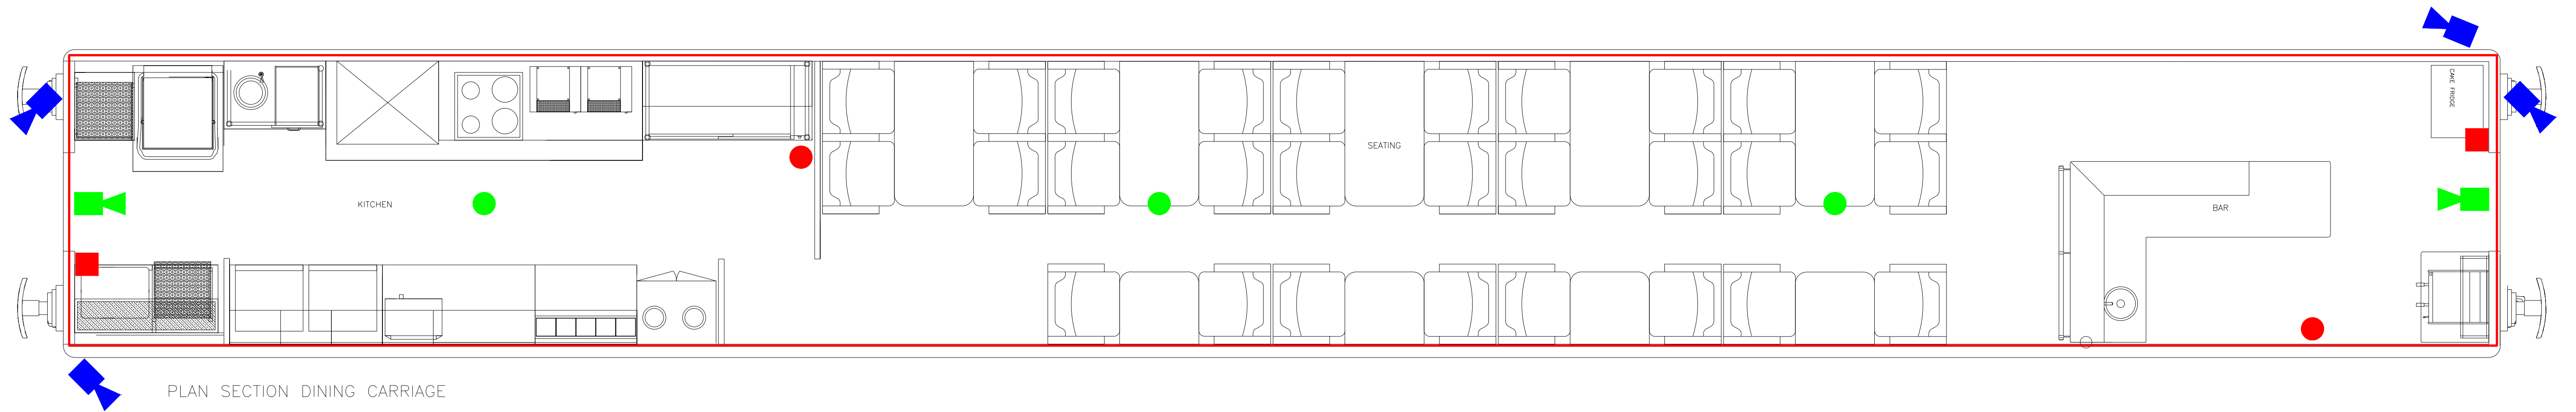 CAKE FRIDGE
SEATING
KITCHEN
BAR
PLAN SECTION DINING CARRIAGE